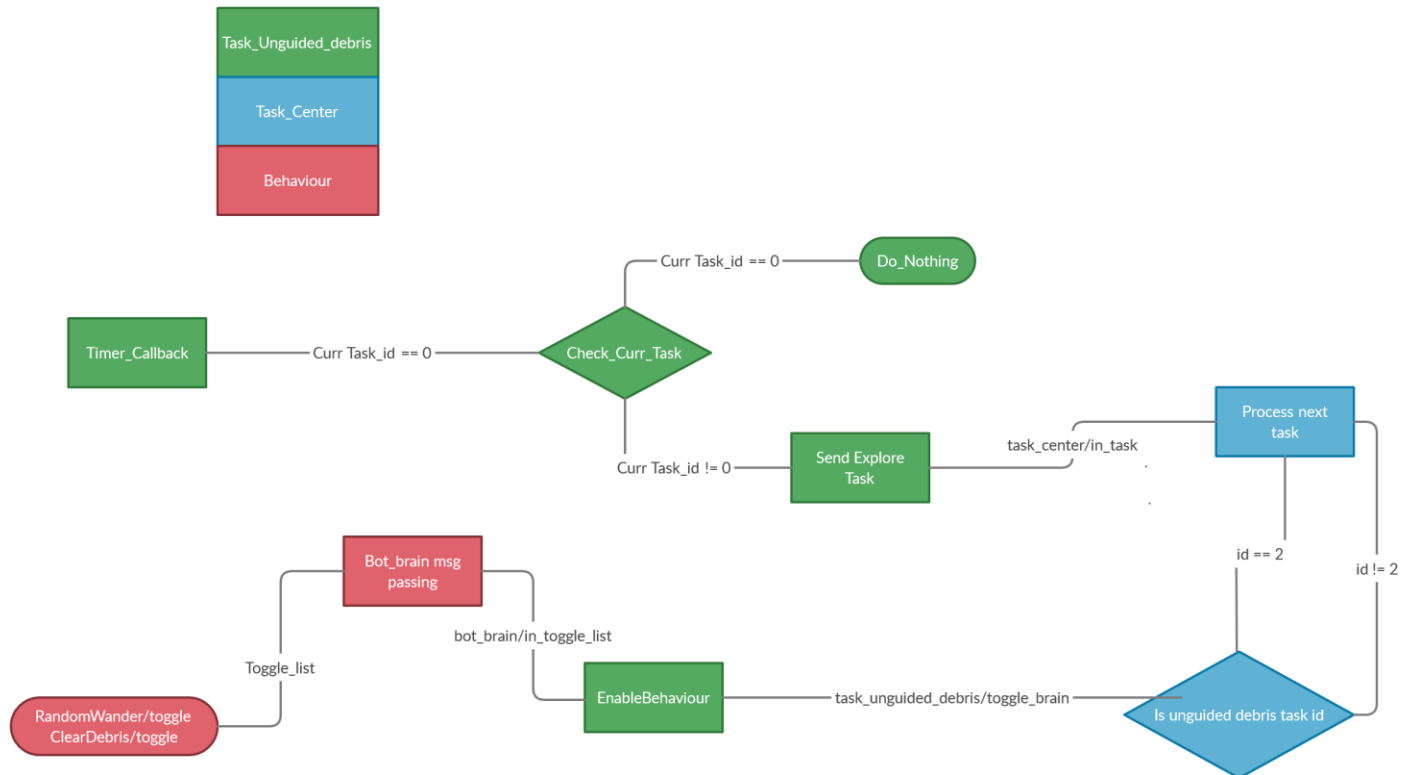 Task_Unguided_debris
Task_Center
Behaviour
Curr Task_id == 0
Do_Nothing
Timer_Callback
Curr Task_id == 0
Check_Curr_Task
Process next
task
Curr Task_id != 0
Send Explore
Task
task_center/in_task
id == 2
id != 2
Bot_brain msg
passing
bot_brain/in_toggle_list
Toggle_list
EnableBehaviour
task_unguided_debris/toggle_brain
Is unguided debris task id
RandomWander/toggle
ClearDebris/toggle